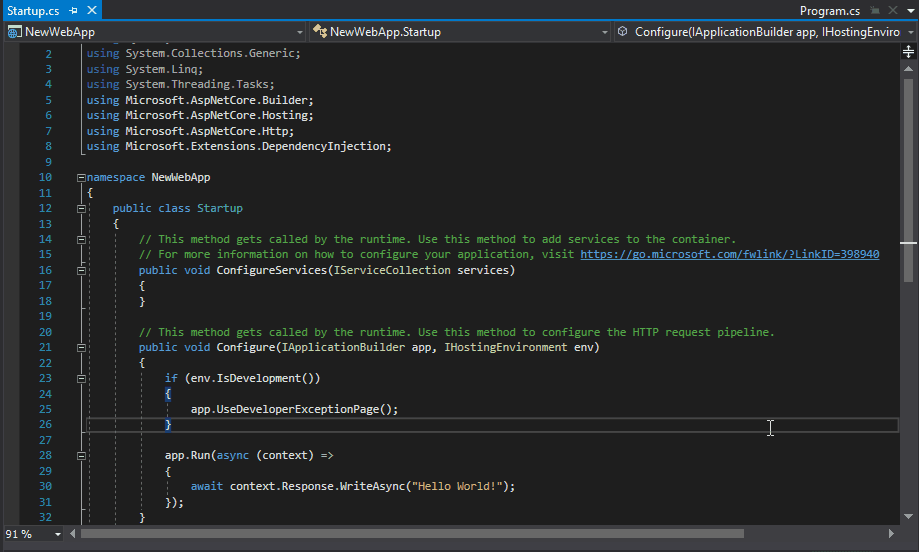 Startup.cs
Program.cs
NewWebApp
NewWebApp.Startup
Configure(IApplicationBuilder app, IHostingEnviro
2 using System.Collections.Generic;
3 using System.Linq;
4 using System.Threading.Tasks;
5 using Microsoft.AspNetCore.Builder;
6 using Microsoft.AspNetCore.Hosting;
7 using Microsoft.AspNetCore.Http;
8 using Microsoft.Extensions.DependencyInjection;
9
10 namespace NewWebApp
11 {
12 public class Startup
13 {
14 // This method gets called by the runtime. Use this method to add services to the container.
15 // For more information on how to configure your application, visit https://go.microsoft.com/fwlink/?LinkID=398940
16 public void ConfigureServices(IServiceCollection services)
17 {
18 }
19
20 // This method gets called by the runtime. Use this method to configure the HTTP request pipeline.
21 public void Configure(IApplicationBuilder app, IHostingEnvironment env)
22 {
23 if (env.IsDevelopment())
24 {
25 app.UseDeveloperExceptionPage();
26 }
27
28 app.Run(async (context) =>
29 {
30 await context.Response.WriteAsync("Hello World!");
31 });
32 }
91 %